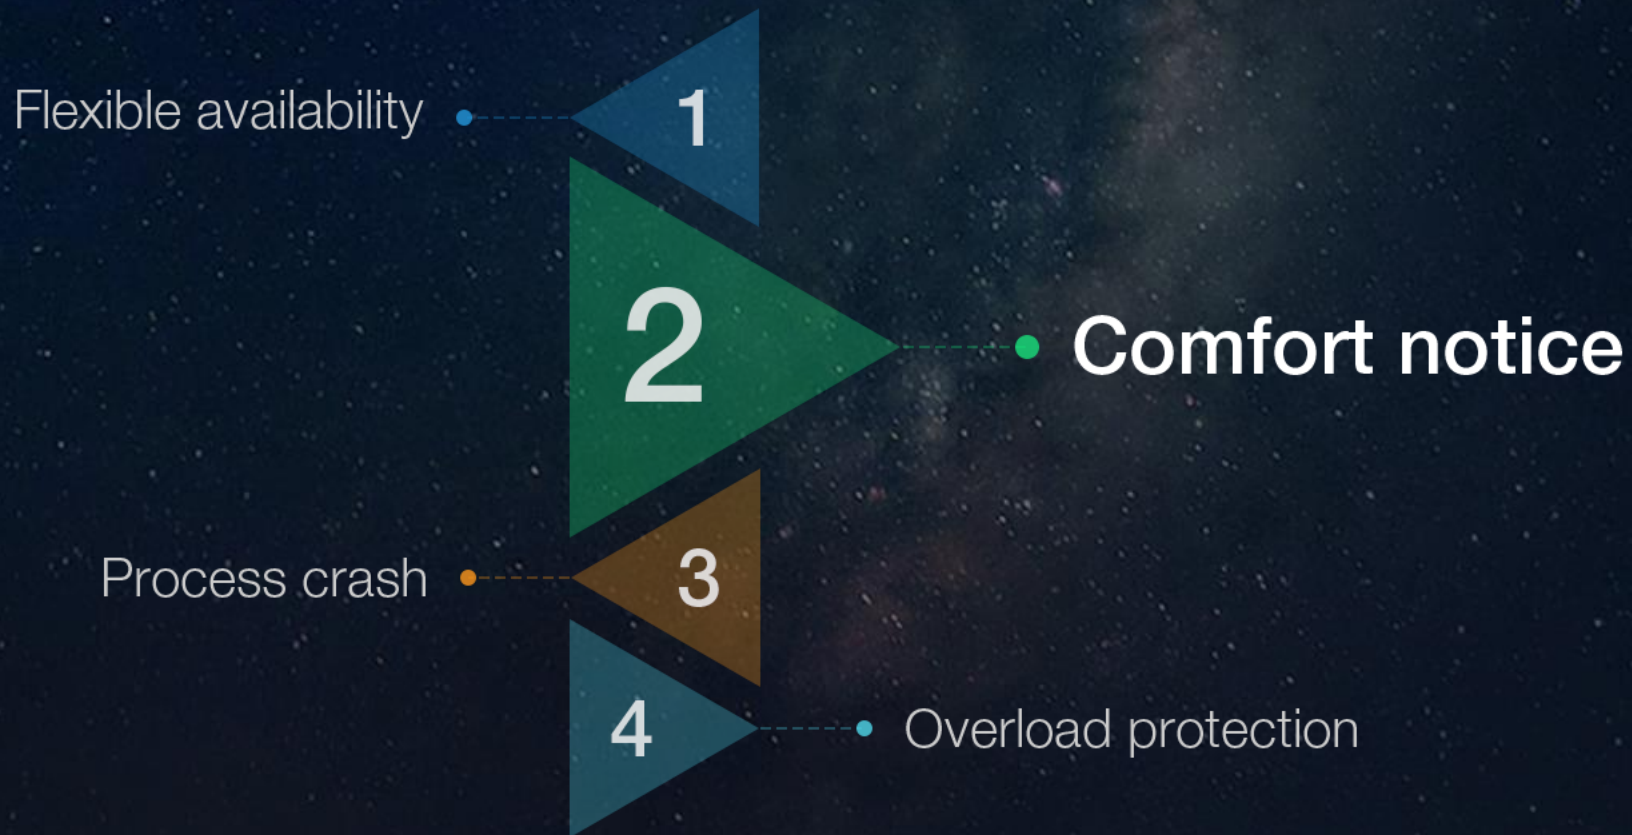 Flexible availability
1
2
Comfort notice
Process crash
3
4
Overload protection